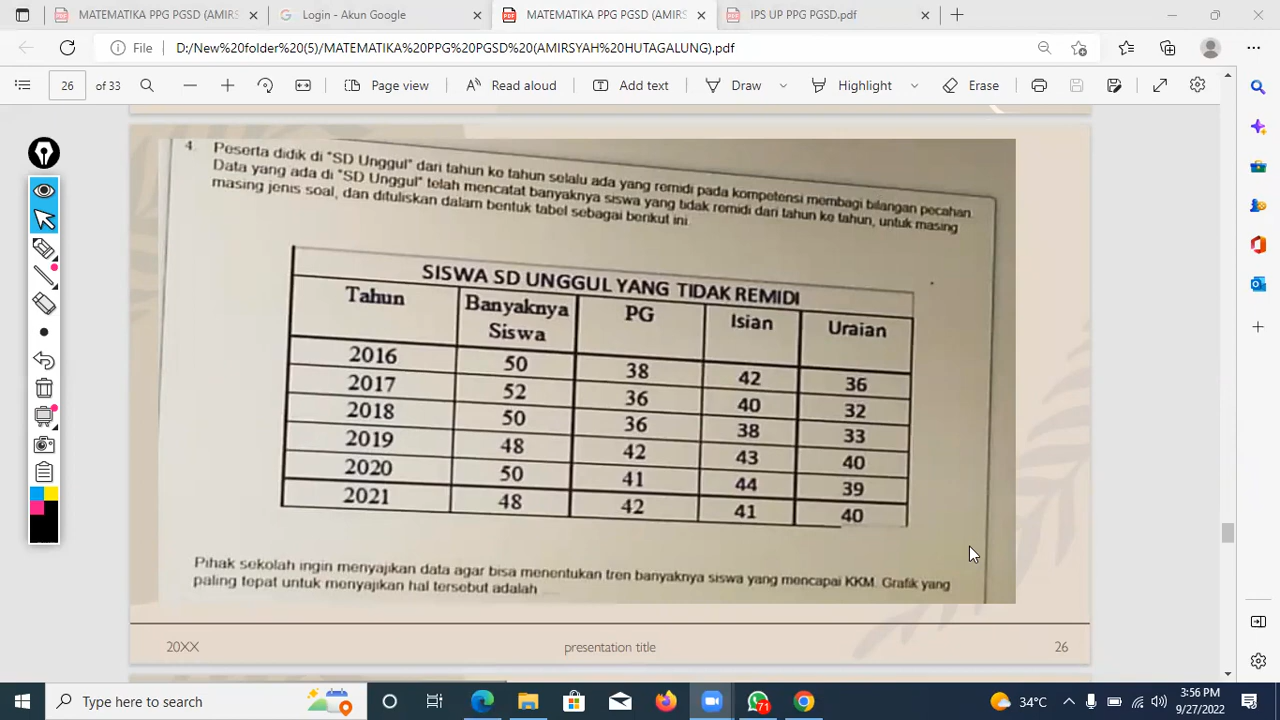 MATEMATIKA PPG PGSD (AMIRS
Login - Akun Google
MATEMATIKA PPG PGSD (AMIRS
IPS UP PPG PGSD.pdf
File
D:/New%20folder%20(5)/MATEMATIKA%20PPG%20PGSD%20(AMIRSYAH%20HUTAGALUNG).pdf
26 of 33
Page view
Read aloud
Add text
Draw
Highlight
Erase
4. Peserta didik di "SD Unggul" dari tahun ke tahun selalu ada yang remidi pada kompetensi membagi bilangan pecahan.
Data yang ada di "SD Unggul" telah mencatat banyaknya siswa yang tidak remidi dari tahun ke tahun, untuk masing
masing jenis soal, dan dituliskan dalam bentuk tabel sebagai berikut ini.
SISWA SD UNGGUL YANG TIDAK REMIDI
Tahun Banyaknya Siswa PG Isian Uraian
2016 50 38 42 36
2017 52 36 40 32
2018 50 36 38 33
2019 48 42 43 40
2020 50 41 44 39
2021 48 42 41 40
Pihak sekolah ingin menyajikan data agar bisa menentukan tren banyaknya siswa yang mencapai KKM. Grafik yang
paling tepat untuk menyajikan hal tersebut adalah ....
20XX
presentation title
26
Type here to search
71
34°C
3:56 PM
9/27/2022